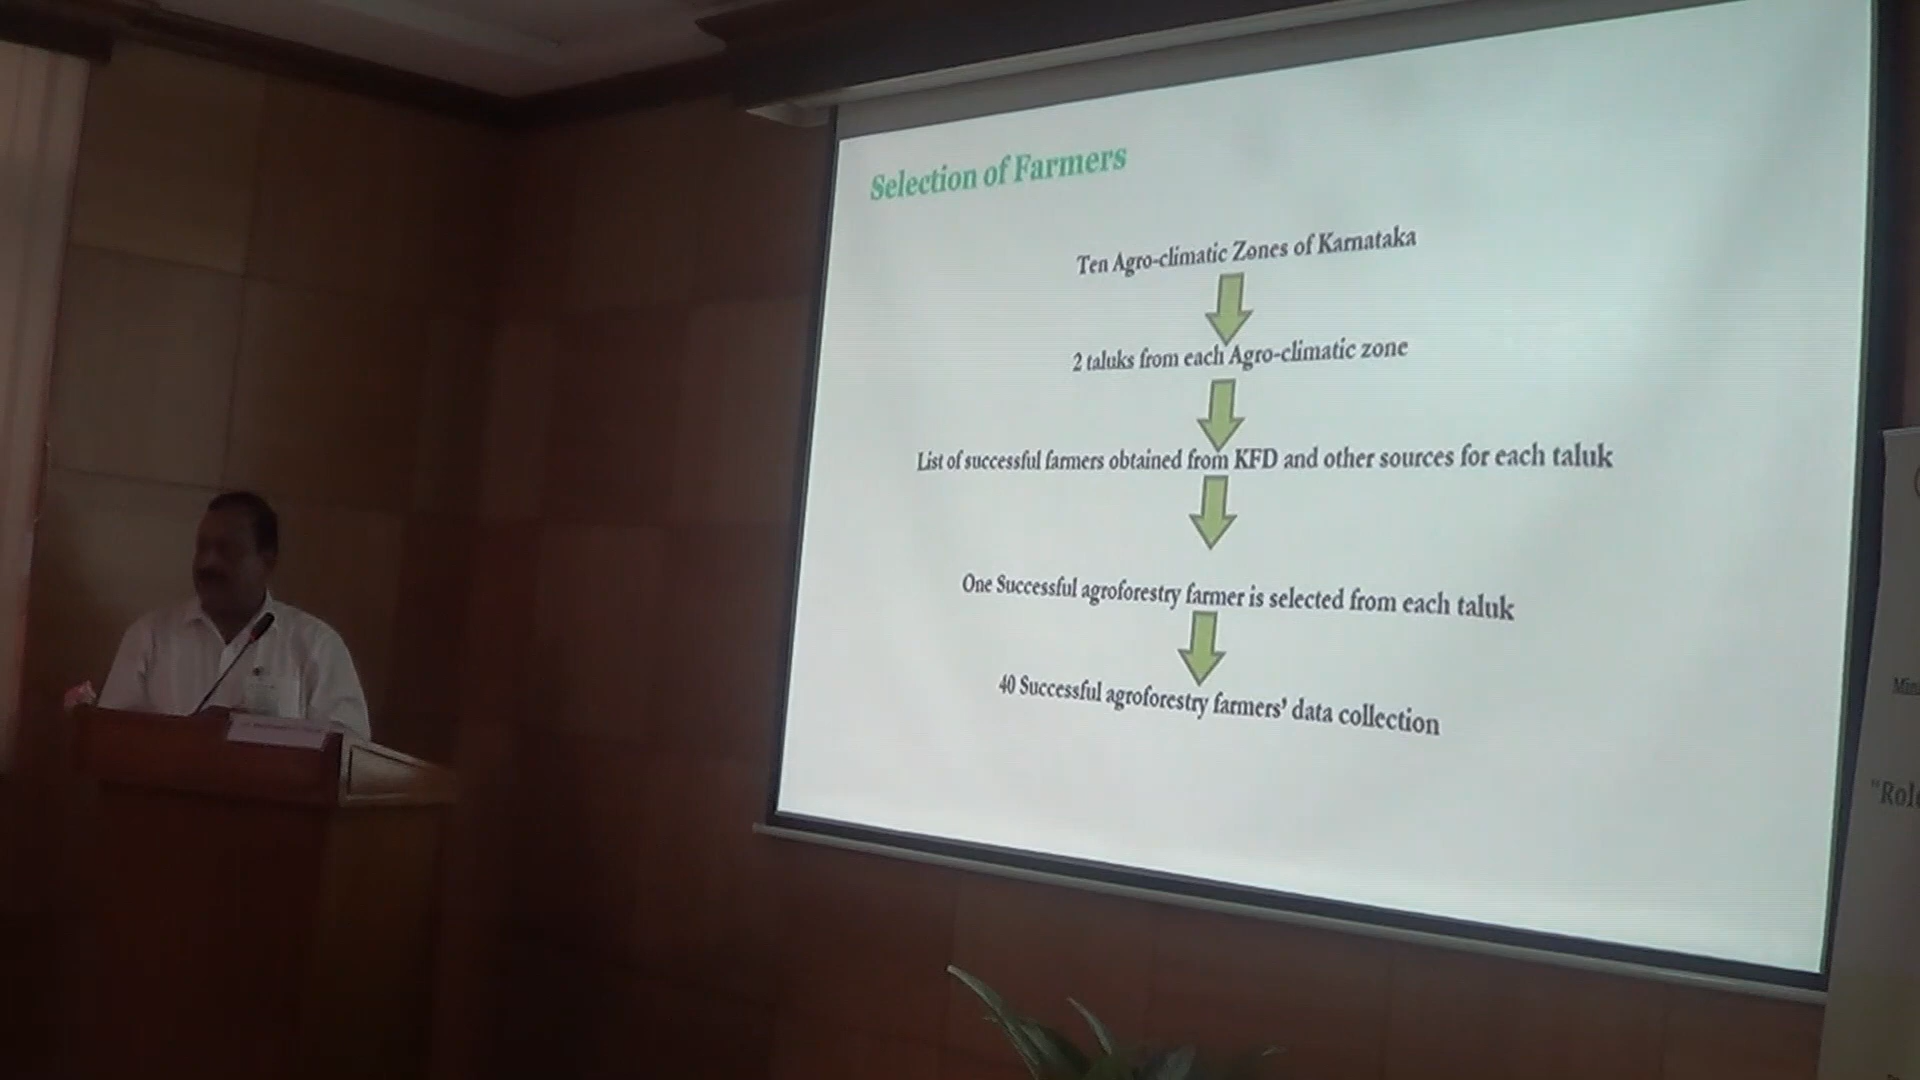 Selection of Farmers
Ten Agro-climatic Zones of Karnataka
2 taluks from each Agro-climatic zone
List of successful farmers obtained from KFD and other sources for each taluk
One Successful agroforestry farmer is selected from each taluk
40 Successful agroforestry farmers' data collection